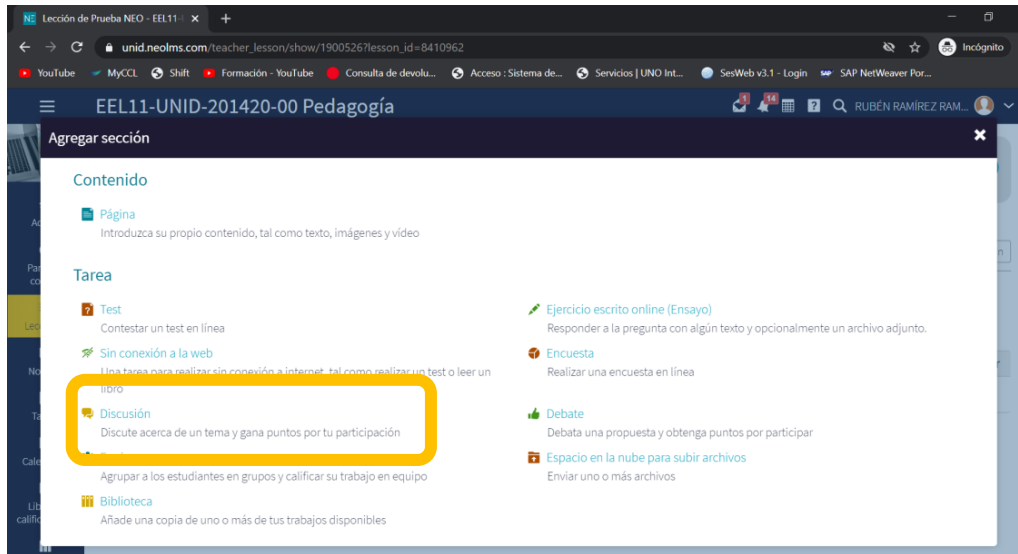 NE Lección de Prueba NEO - EEL11-
unid.neolms.com/teacher_lesson/show/1900526?lesson_id=8410962
Incógnito
YouTube MyCCL Shift Formación - YouTube Consulta de devolu... Acceso : Sistema de... Servicios | UNO Int... SesWeb v3.1 - Login SAP NetWeaver Por...
EEL11-UNID-201420-00 Pedagogía
1 14 RUBÉN RAMÍREZ RAM...
Agregar sección
Contenido
Página
Introduzca su propio contenido, tal como texto, imágenes y vídeo
Tarea
Test
Contestar un test en línea
Ejercicio escrito online (Ensayo)
Responder a la pregunta con algún texto y opcionalmente un archivo adjunto.
Sin conexión a la web
Una tarea para realizar sin conexión a internet, tal como realizar un test o leer un
libro
Encuesta
Realizar una encuesta en línea
Discusión
Discute acerca de un tema y gana puntos por tu participación
Debate
Debata una propuesta y obtenga puntos por participar
Agrupar a los estudiantes en grupos y calificar su trabajo en equipo
Espacio en la nube para subir archivos
Enviar uno o más archivos
Biblioteca
Añade una copia de uno o más de tus trabajos disponibles